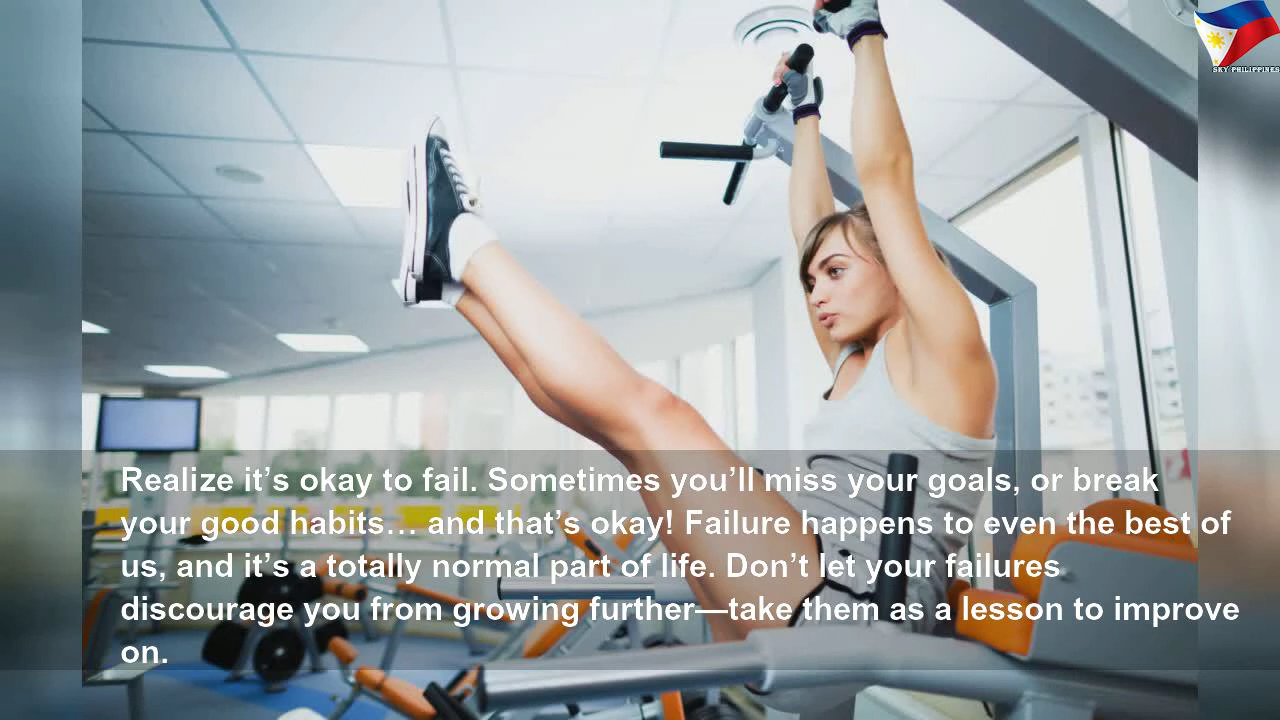 SKY PHILIPPINES
Realize it’s okay to fail. Sometimes you’ll miss your goals, or break
your good habits… and that’s okay! Failure happens to even the best of
us, and it’s a totally normal part of life. Don’t let your failures
discourage you from growing further—take them as a lesson to improve
on.